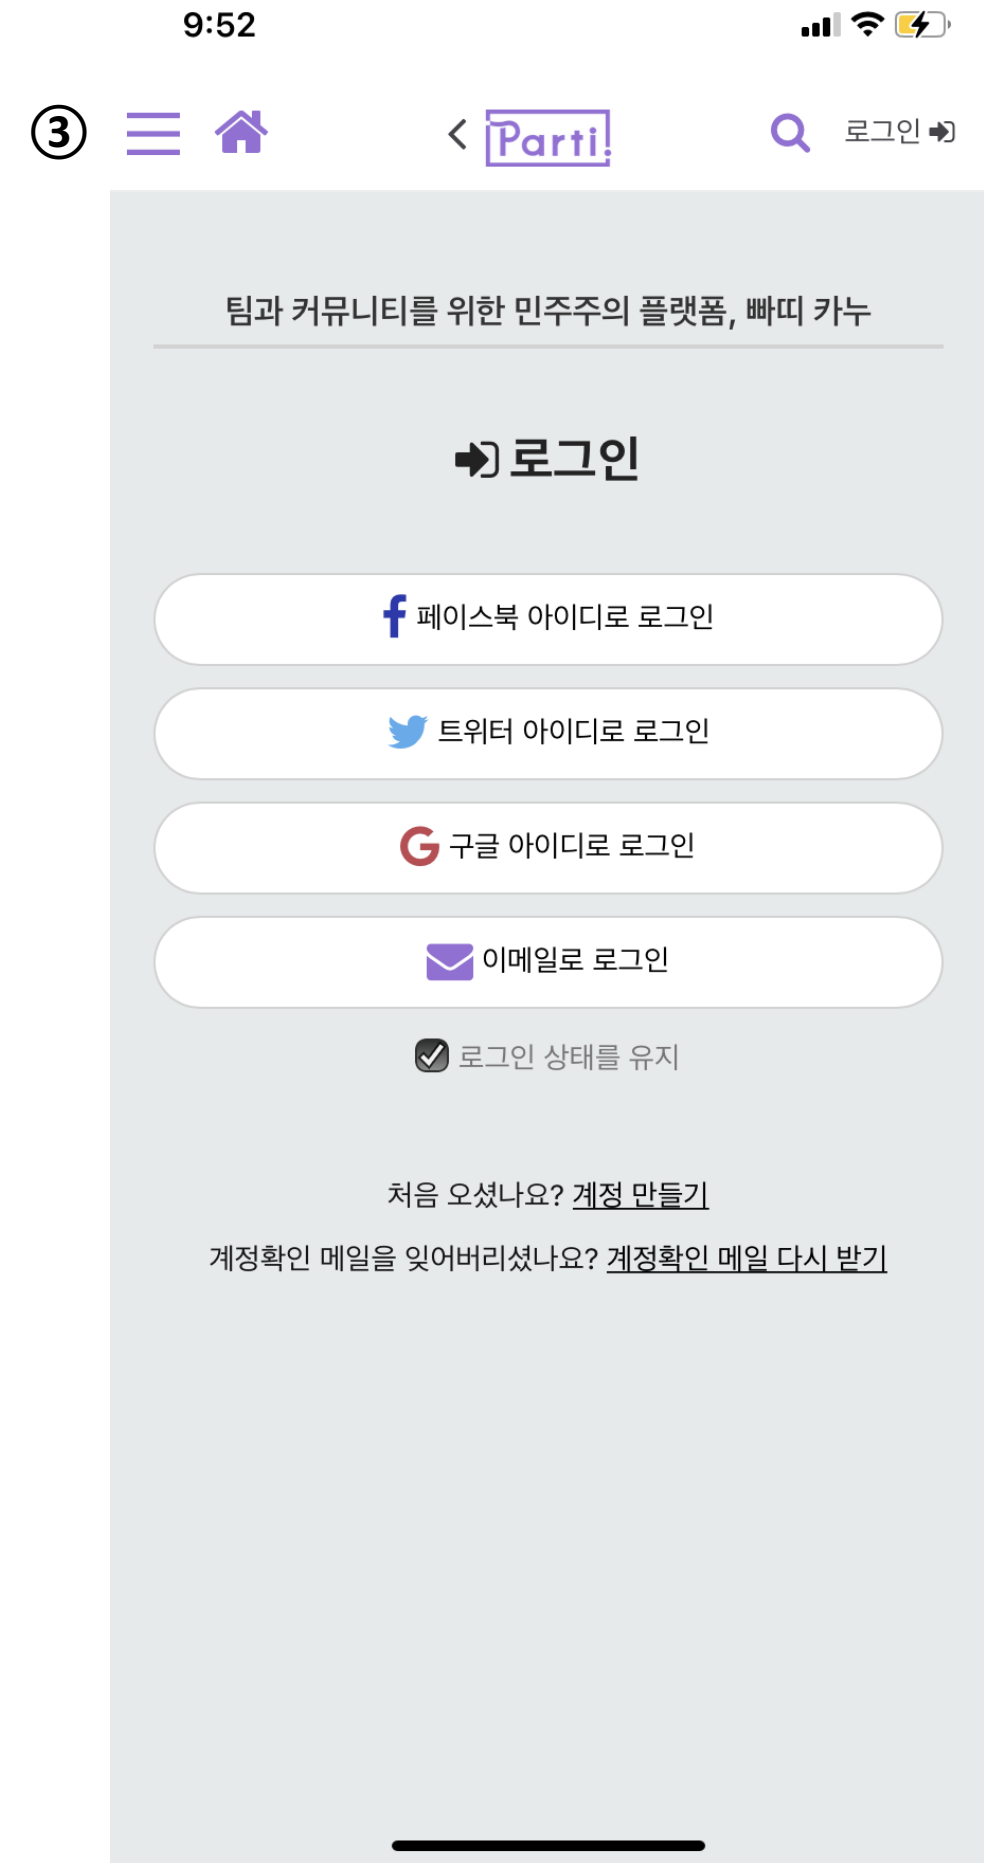 9:52
③
Parti!
로그인
팀과 커뮤니티를 위한 민주주의 플랫폼, 빠띠 카누
로그인
페이스북 아이디로 로그인
트위터 아이디로 로그인
구글 아이디로 로그인
이메일로 로그인
로그인 상태를 유지
처음 오셨나요? 계정 만들기
계정확인 메일을 잊어버리셨나요? 계정확인 메일 다시 받기